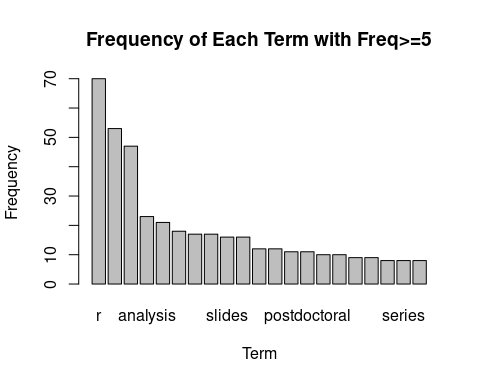 Frequency of Each Term with Freq>=5
Frequency
70
50
30
10
0
r analysis slides postdoctoral series
Term